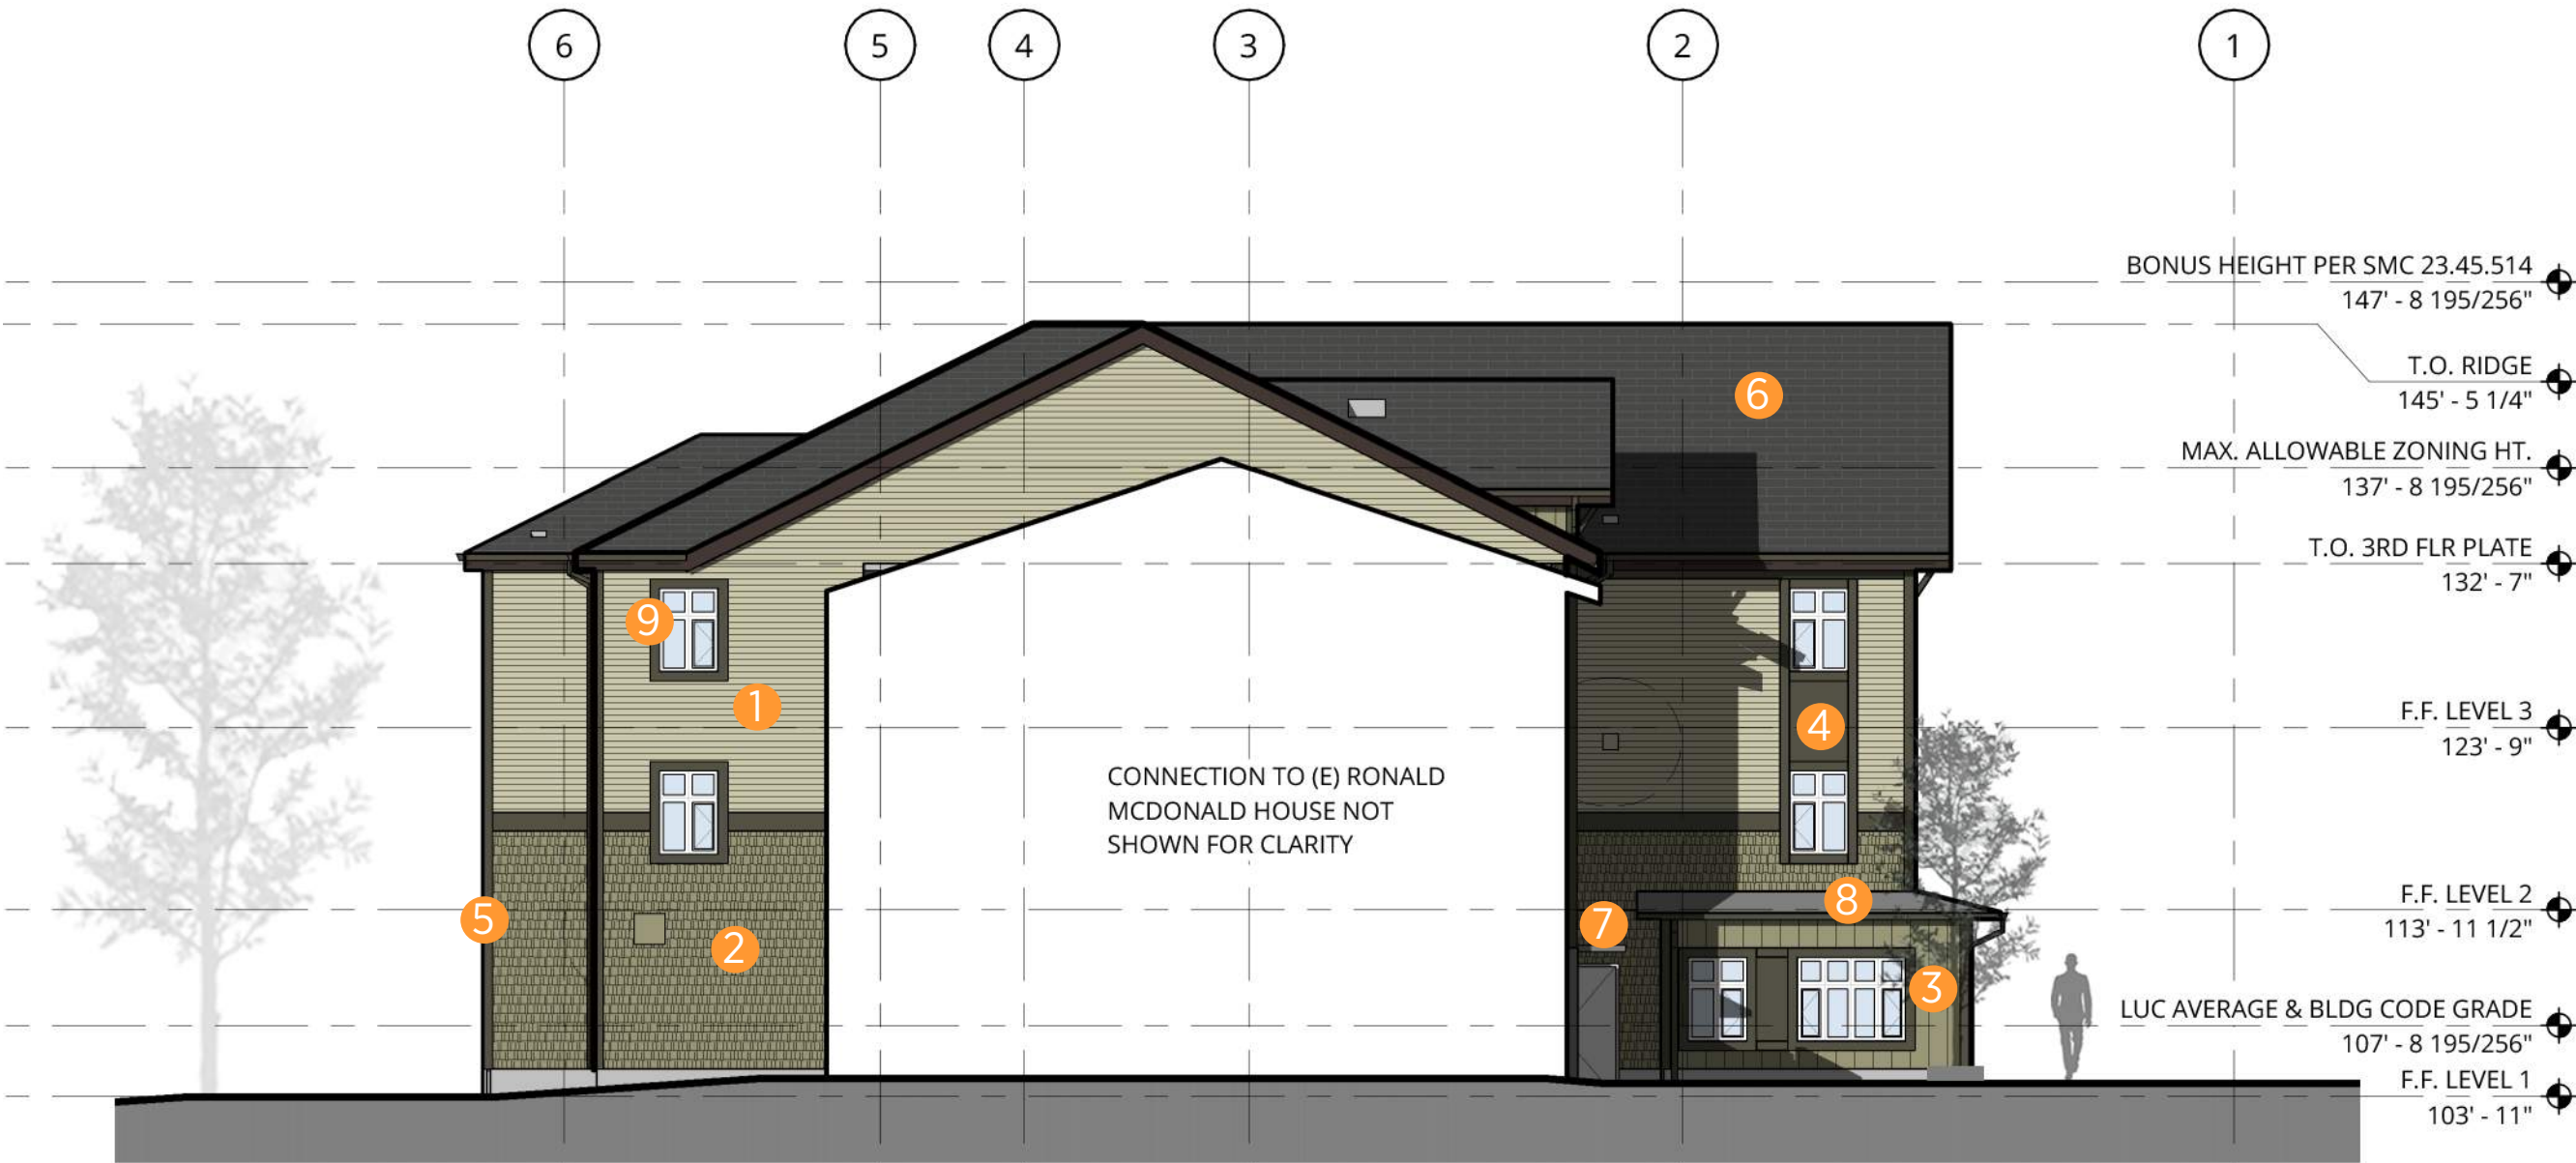 6 5 4 3 2 1
BONUS HEIGHT PER SMC 23.45.514
147' - 8 195/256"
T.O. RIDGE
145' - 5 1/4"
6
MAX. ALLOWABLE ZONING HT.
137' - 8 195/256"
T.O. 3RD FLR PLATE
132' - 7"
9
1
4
F.F. LEVEL 3
123' - 9"
CONNECTION TO (E) RONALD
MCDONALD HOUSE NOT
SHOWN FOR CLARITY
5
2
7
8
3
F.F. LEVEL 2
113' - 11 1/2"
LUC AVERAGE & BLDG CODE GRADE
107' - 8 195/256"
F.F. LEVEL 1
103' - 11"